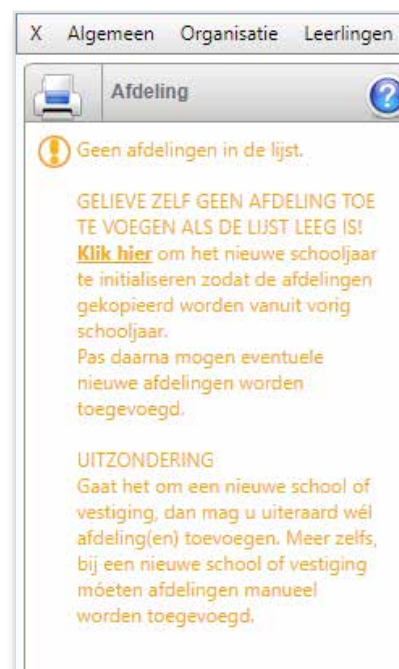 X Algemeen Organisatie Leerlingen
Afdeling
Geen afdelingen in de lijst.
GELIEVE ZELF GEEN AFDELING TOE
TE VOEGEN ALS DE LIJST LEEG IS!
Klik hier om het nieuwe schooljaar
te initialiseren zodat de afdelingen
gekopieerd worden vanuit vorig
schooljaar.
Pas daarna mogen eventuele
nieuwe afdelingen worden
toegevoegd.
UITZONDERING
Gaat het om een nieuwe school of
vestiging, dan mag u uiteraard wél
afdeling(en) toevoegen. Meer zelfs,
bij een nieuwe school of vestiging
móeten afdelingen manueel
worden toegevoegd.